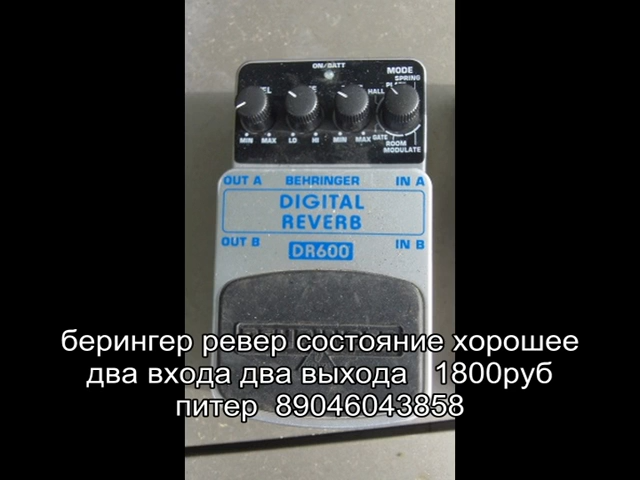 ON/BATT
MODE
SPRING
HALL
GATE
ROOM
MODULATE
MIN MAX LO HI MIN MAX
OUT A BEHRINGER IN A
DIGITAL
REVERB
OUT B IN B
DR600
берингер ревер состояние хорошее
два входа два выхода 1800руб
питер 89046043858